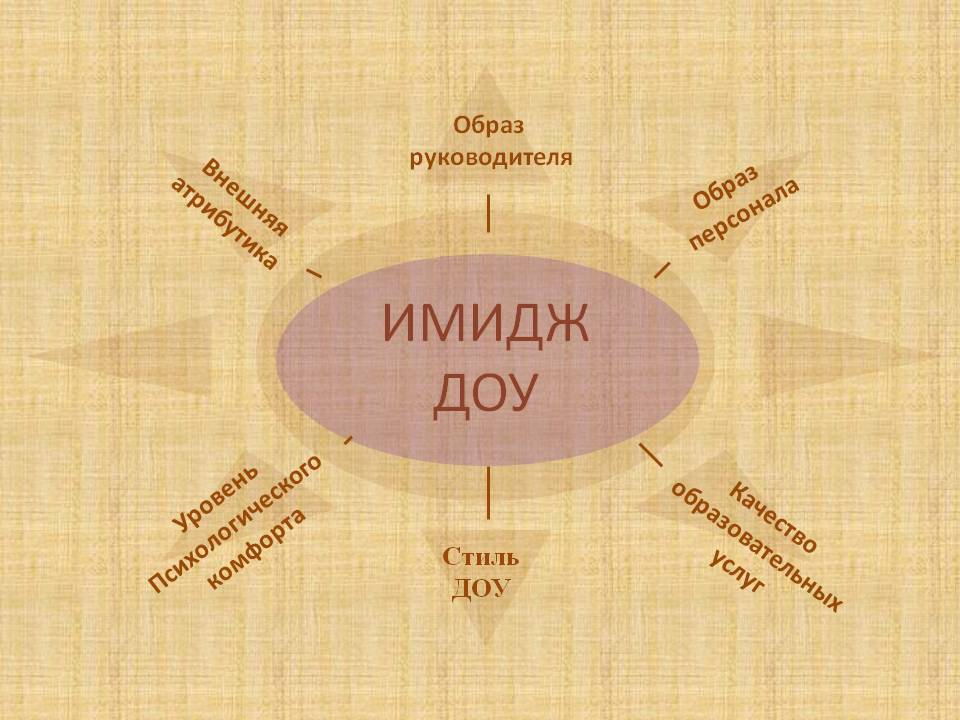 Образ
руководителя
Внешняя
атрибутика
Образ
персонала
ИМИДЖ
ДОУ
Уровень
Психологического
комфорта
Стиль
ДОУ
Качество
образовательных
услуг